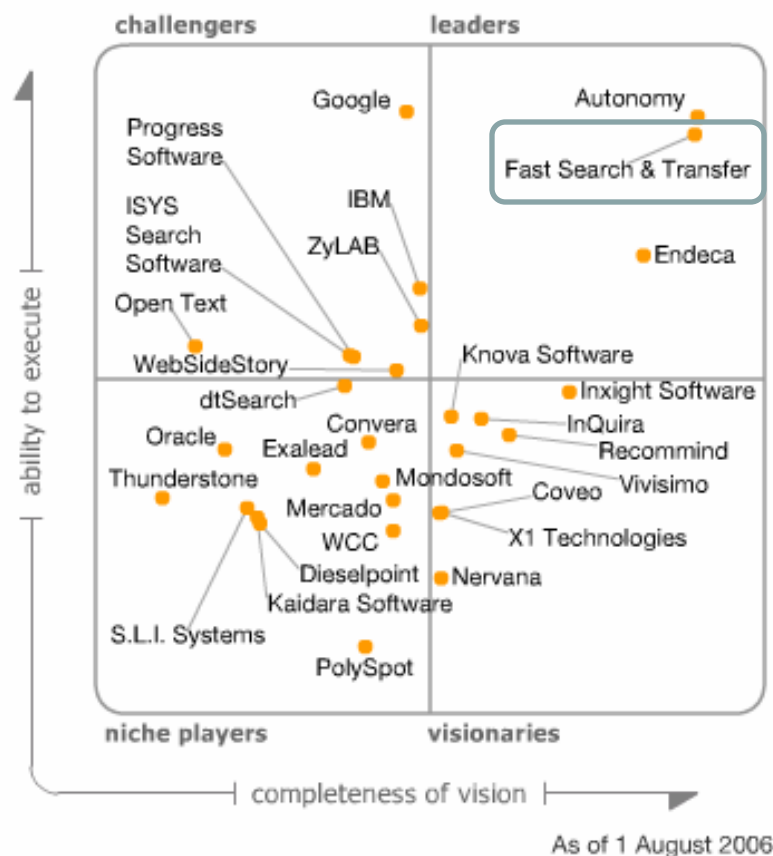 challengers
leaders
Google
Autonomy
Progress
Software
Fast Search & Transfer
ISYS
Search
Software
IBM
ZyLAB
Endeca
Open Text
WebSideStory
Knova Software
dtSearch
Inxight Software
Convera
InQuira
Oracle
Exalead
Recommind
Thunderstone
Mondosoft
Vivisimo
Mercado
Coveo
WCC
X1 Technologies
Dieselpoint
Nervana
Kaidara Software
S.L.I. Systems
PolySpot
niche players
visionaries
ability to execute
completeness of vision
As of 1 August 2006